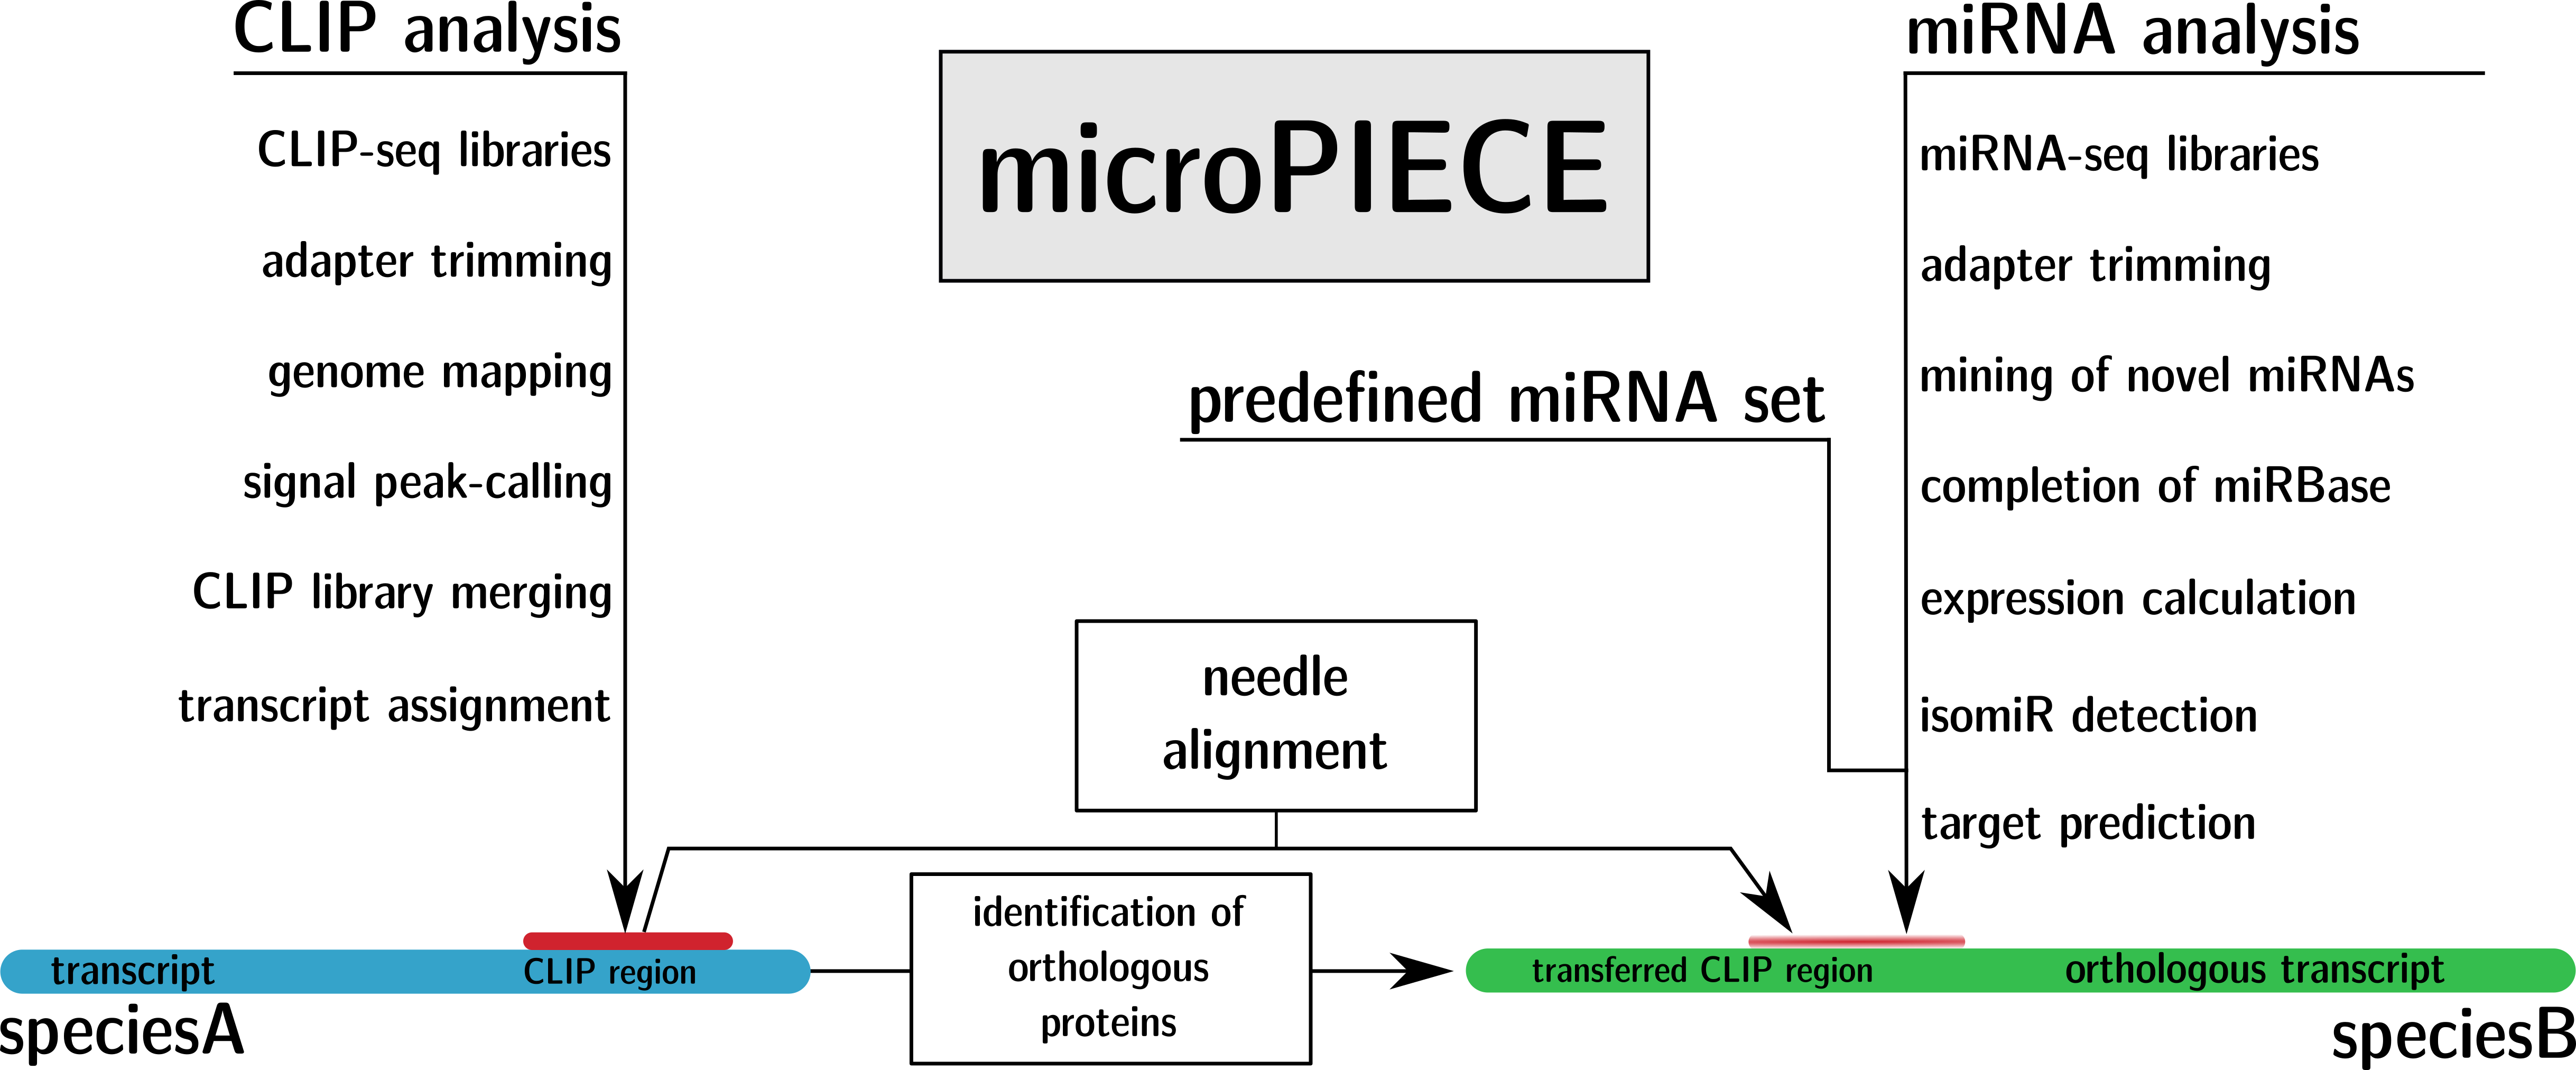 CLIP analysis
CLIP-seq libraries
adapter trimming
genome mapping
signal peak-calling
CLIP library merging
transcript assignment
microPIECE
predefined miRNA set
miRNA analysis
miRNA-seq libraries
adapter trimming
mining of novel miRNAs
completion of miRBase
expression calculation
isomiR detection
target prediction
needle
alignment
identification of
orthologous
proteins
transcript
CLIP region
speciesA
transferred CLIP region
orthologous transcript
speciesB